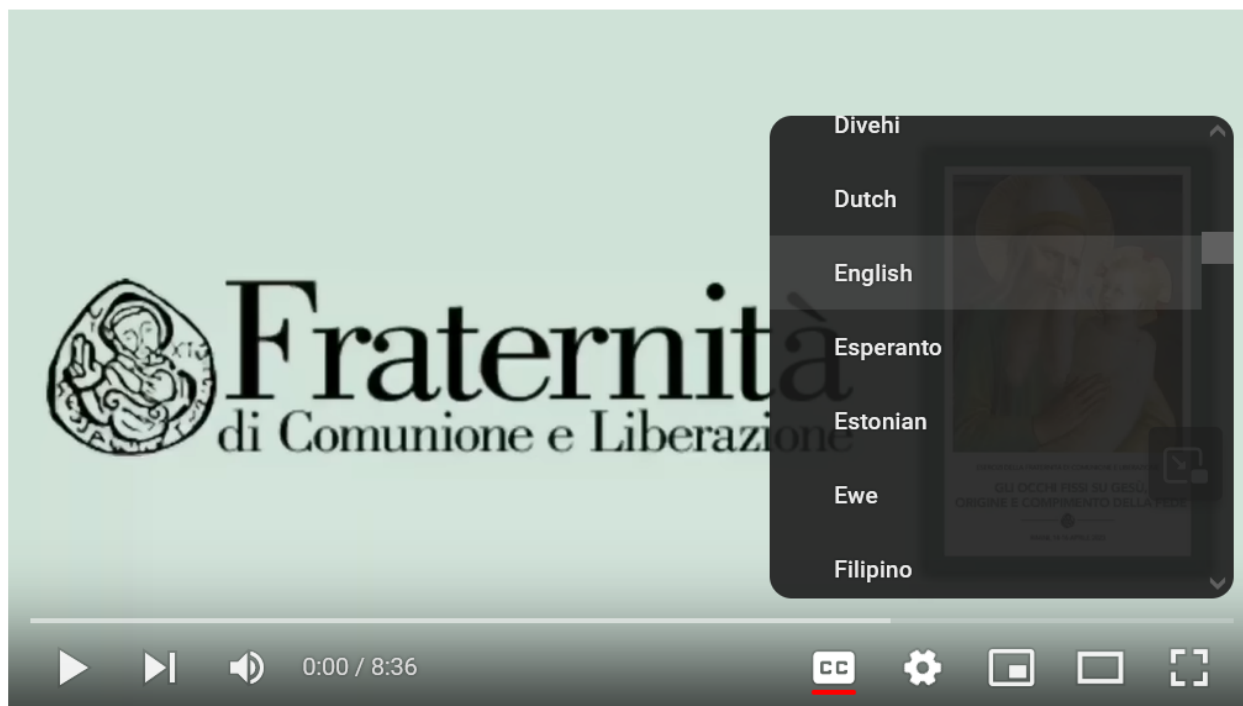 Fraternità
di Comunione e Liberazione
Divehi
Dutch
English
Esperanto
Estonian
Ewe
Filipino
GLI OCCHI FISSI SU GESÙ,
ORIGINE E COMPIMENTO DELLA FEDE
0:00 / 8:36
CC